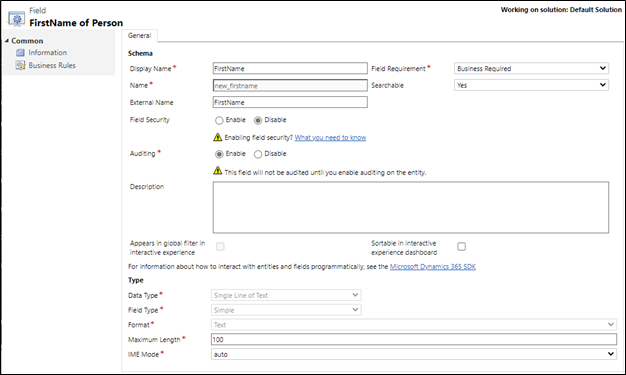 Field
Working on solution: Default Solution
FirstName of Person
Common
Information
Business Rules
General
Schema
Display Name * FirstName Field Requirement * Business Required
Name * new_firstname Searchable Yes
External Name FirstName
Field Security Enable Disable
Enabling field security? What you need to know
Auditing * Enable Disable
This field will not be audited until you enable auditing on the entity.
Description
Appears in global filter in interactive experience
Sortable in interactive experience dashboard
For information about how to interact with entities and fields programmatically, see the Microsoft Dynamics 365 SDK
Type
Data Type * Single Line of Text
Field Type * Simple
Format * Text
Maximum Length * 100
IME Mode * auto